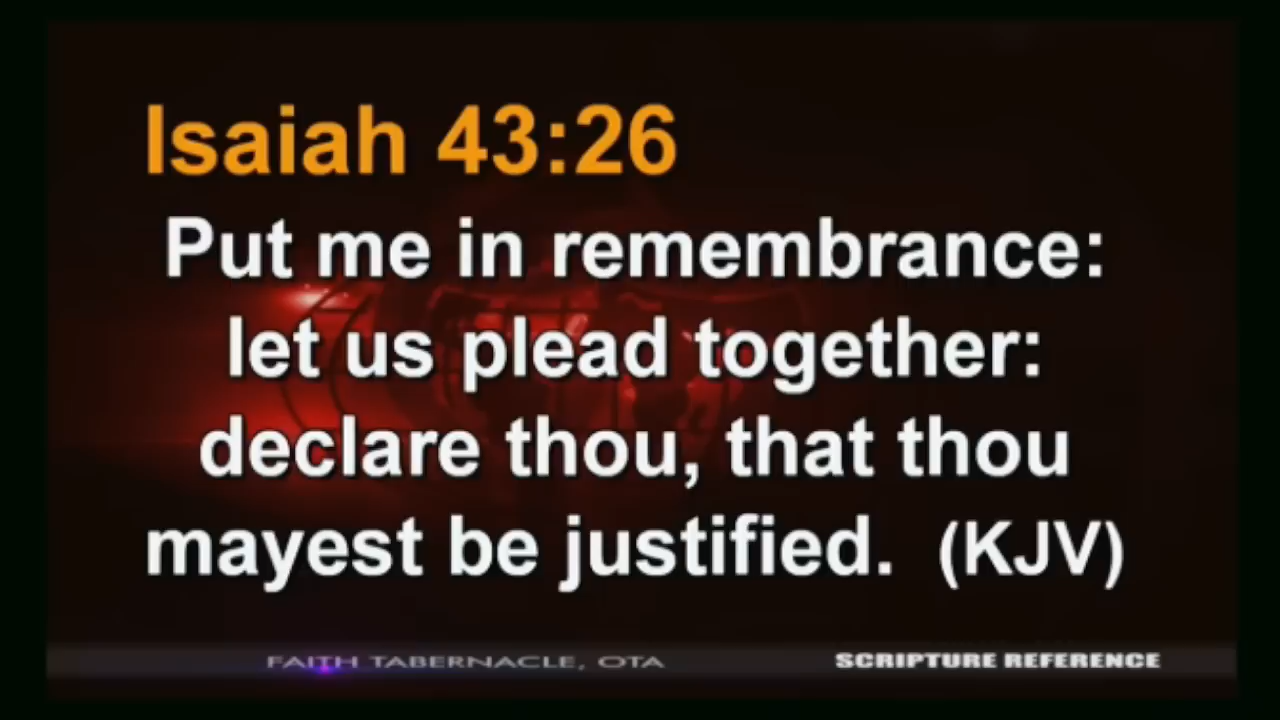 Isaiah 43:26
Put me in remembrance:
let us plead together:
declare thou, that thou
mayest be justified. (KJV)
FAITH TABERNACLE, OTA SCRIPTURE REFERENCE